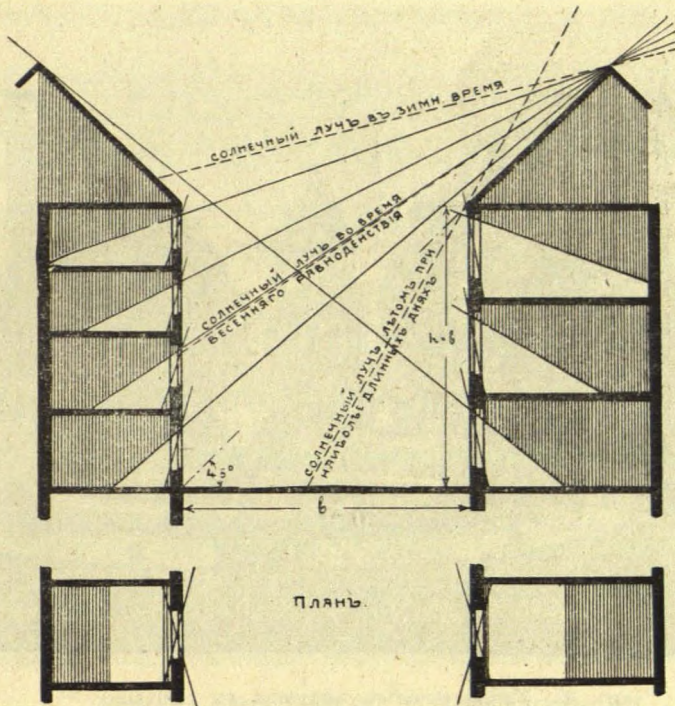 СОЛНЕЧНЫЙ ЛУЧЪ ВЪ ЗИМН. ВРЕМЯ
СОЛНЕЧНЫЙ ЛУЧЪ ВО ВРЕМЯ
ВЕСЕННЯГО РАВНОДЕНСТВІЯ
СОЛНЕЧНЫЙ ЛУЧЪ ЛѢТОМЪ ПРИ
НАИБОЛѢЕ ДЛИННЫХЪ ДНЯХЪ
h=b
45°
b
ПЛАНЪ.